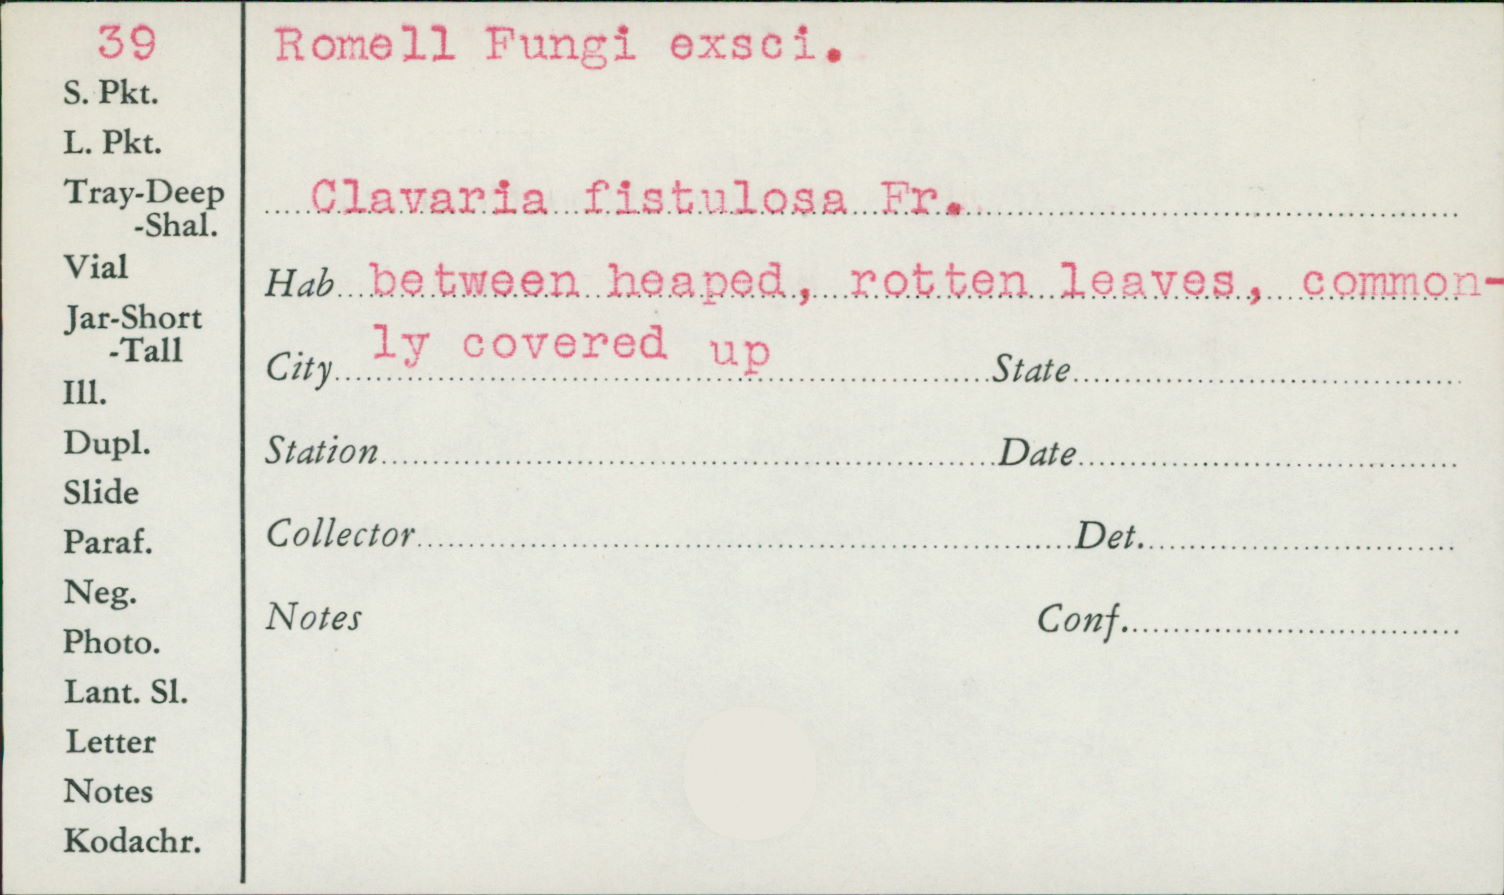 39
S. Pkt.
L. Pkt.
Tray-Deep
-Shal.
Vial
Jar-Short
-Tall
Ill.
Dupl.
Slide
Paraf.
Neg.
Photo.
Lant. Sl.
Letter
Notes
Kodachr.
Romell Fungi exsci.
Clavaria fistulosa Fr.
Hab between heaped, rotten leaves, common-
ly covered up
City State
Station Date
Collector Det.
Notes Conf.